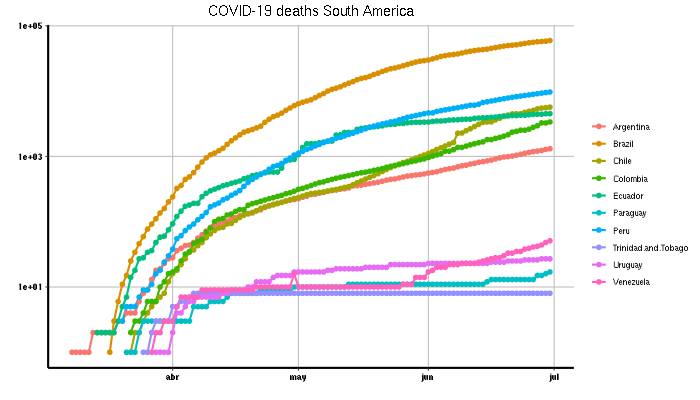 COVID-19 deaths South America
1e+05
1e+03
1e+01
abr
may
jun
jul
Argentina
Brazil
Chile
Colombia
Ecuador
Paraguay
Peru
Trinidad.and.Tobago
Uruguay
Venezuela